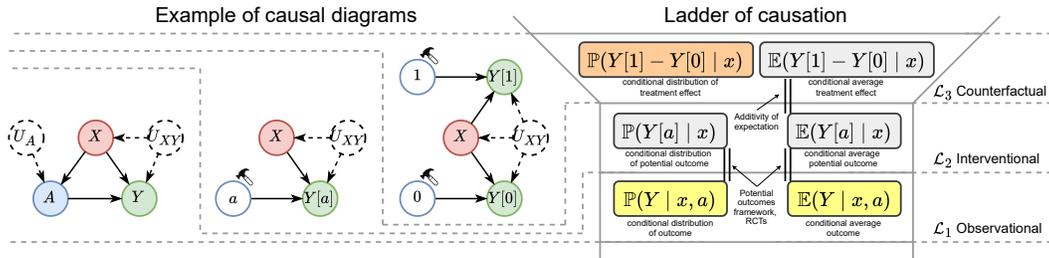 Example of causal diagrams
Ladder of causation
1
Y[1]
U_A
X
U_XY
A
Y
X
U_XY
a
Y[a]
X
U_XY
0
Y[0]
ℙ(Y[1] − Y[0] | x)
conditional distribution of
treatment effect
𝔼(Y[1] − Y[0] | x)
conditional average
treatment effect
ℒ₃ Counterfactual
Additivity of
expectation
ℙ(Y[a] | x)
conditional distribution
of potential outcome
𝔼(Y[a] | x)
conditional average
potential outcome
ℒ₂ Interventional
Potential
outcomes
framework,
RCTs
ℙ(Y | x, a)
conditional distribution
of outcome
𝔼(Y | x, a)
conditional average
outcome
ℒ₁ Observational